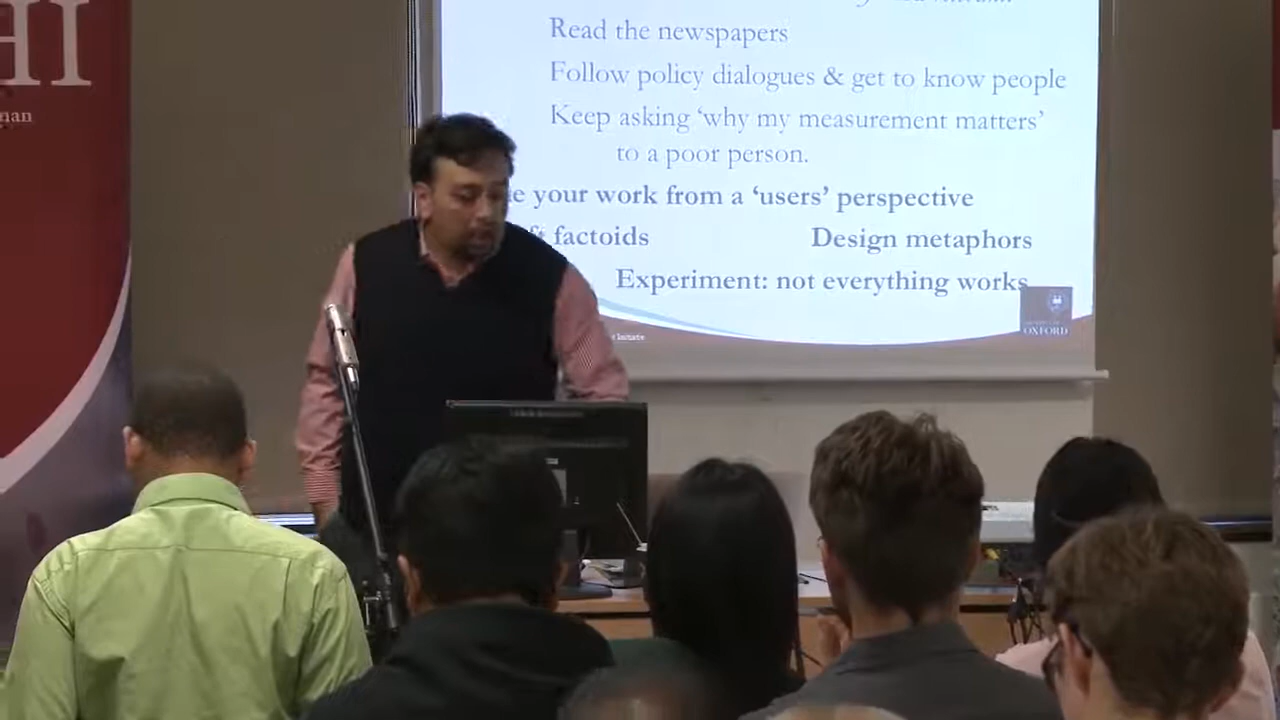 HI
Read the newspapers
Follow policy dialogues & get to know people
Keep asking ‘why my measurement matters’
to a poor person.
your work from a ‘users’ perspective
factoids Design metaphors
Experiment: not everything works
OXFORD